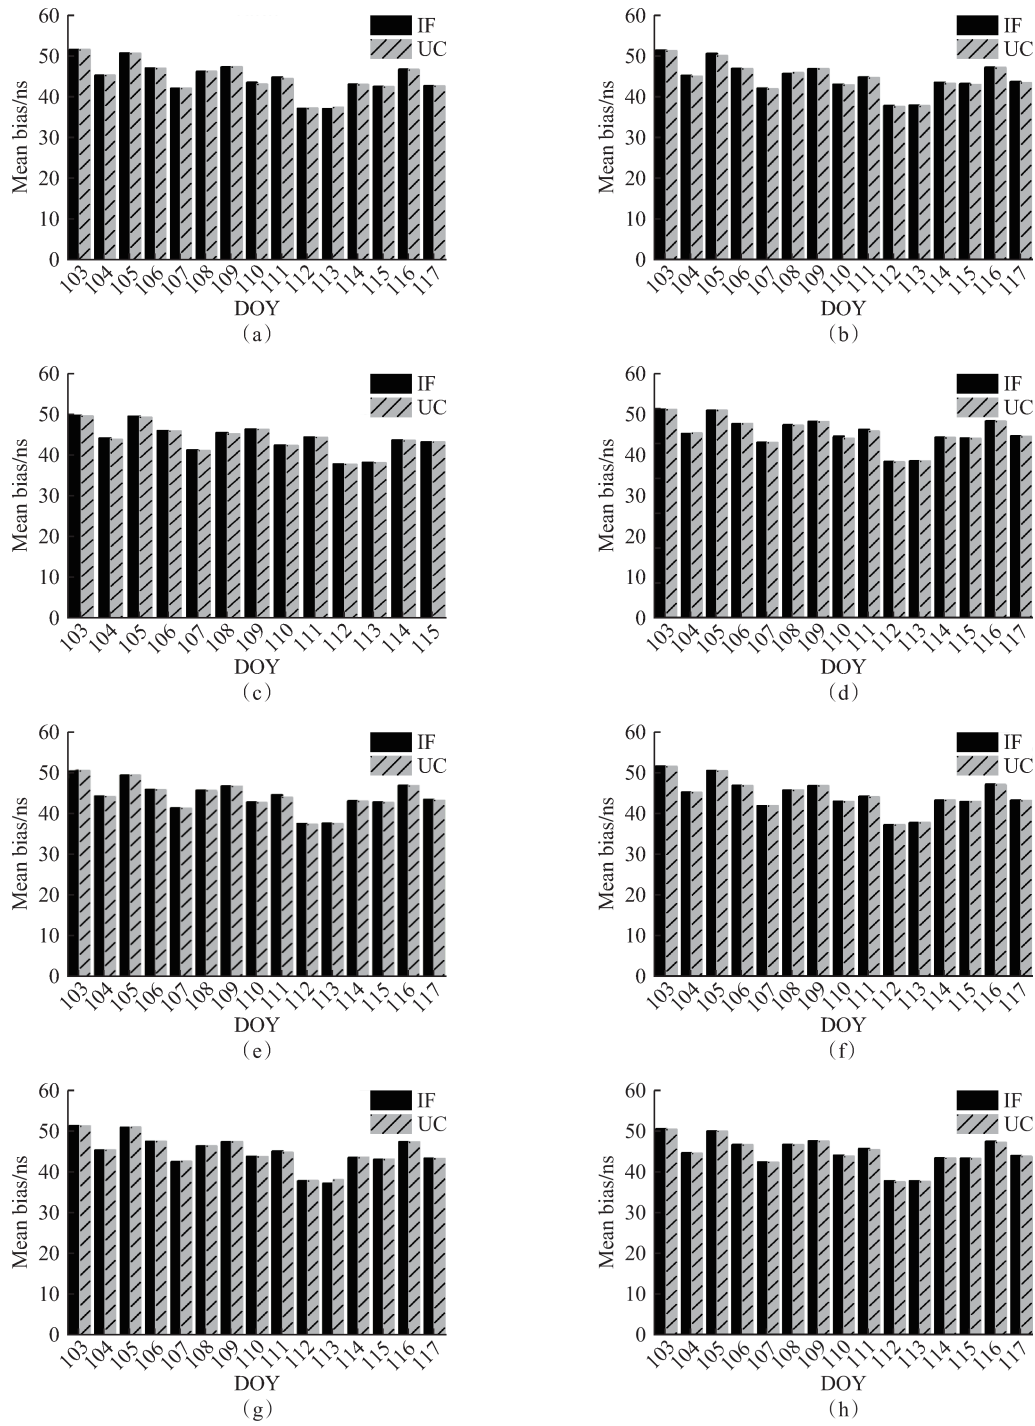 60
50
40
30
20
10
0
Mean bias/ns
IF
UC
103 104 105 106 107 108 109 110 111 112 113 114 115 116 117
DOY
(a)
60
50
40
30
20
10
0
Mean bias/ns
IF
UC
103 104 105 106 107 108 109 110 111 112 113 114 115 116 117
DOY
(b)
60
50
40
30
20
10
0
Mean bias/ns
IF
UC
103 104 105 106 107 108 109 110 111 112 113 114 115
DOY
(c)
60
50
40
30
20
10
0
Mean bias/ns
IF
UC
103 104 105 106 107 108 109 110 111 112 113 114 115 116 117
DOY
(d)
60
50
40
30
20
10
0
Mean bias/ns
IF
UC
103 104 105 106 107 108 109 110 111 112 113 114 115 116 117
DOY
(e)
60
50
40
30
20
10
0
Mean bias/ns
IF
UC
103 104 105 106 107 108 109 110 111 112 113 114 115 116 117
DOY
(f)
60
50
40
30
20
10
0
Mean bias/ns
IF
UC
103 104 105 106 107 108 109 110 111 112 113 114 115 116 117
DOY
(g)
60
50
40
30
20
10
0
Mean bias/ns
IF
UC
103 104 105 106 107 108 109 110 111 112 113 114 115 116 117
DOY
(h)